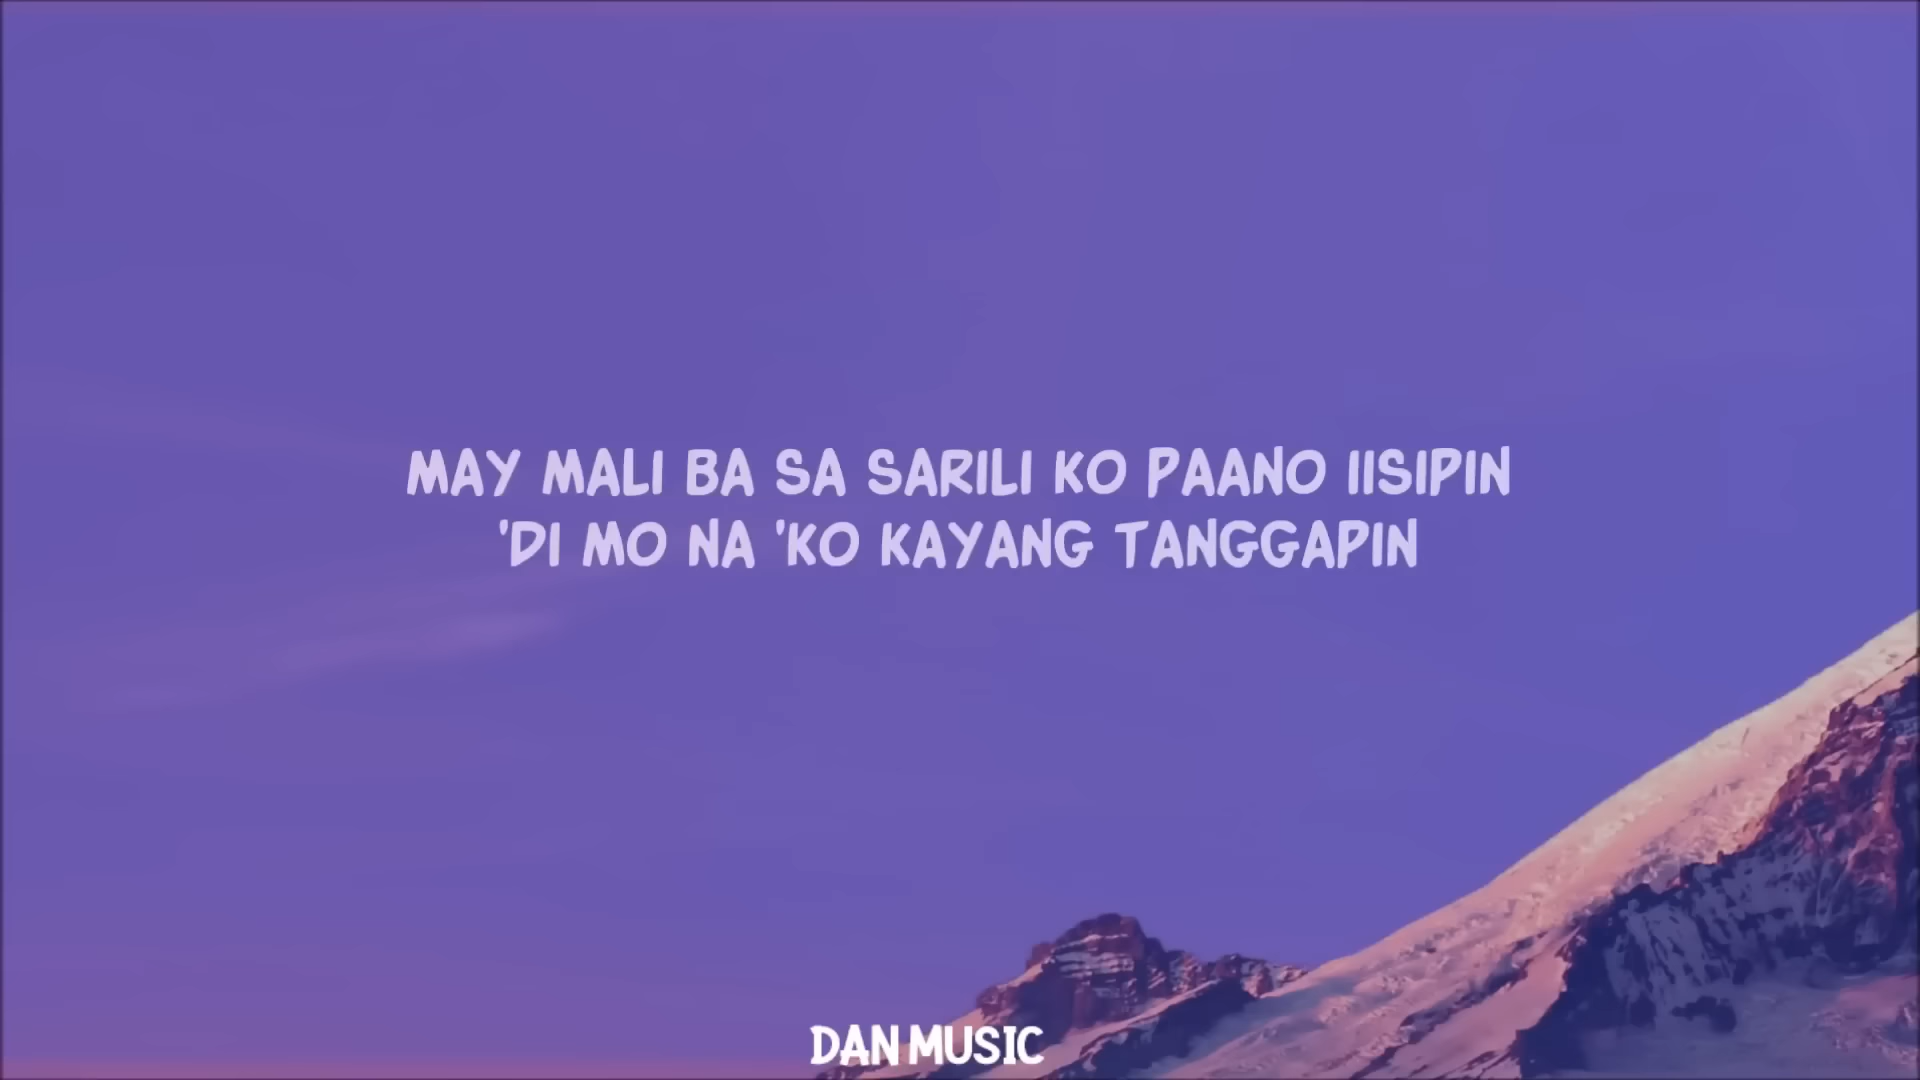 MAY MALI BA SA SARILI KO PAANO IISIPIN
'DI MO NA 'KO KAYANG TANGGAPIN
DAN MUSIC